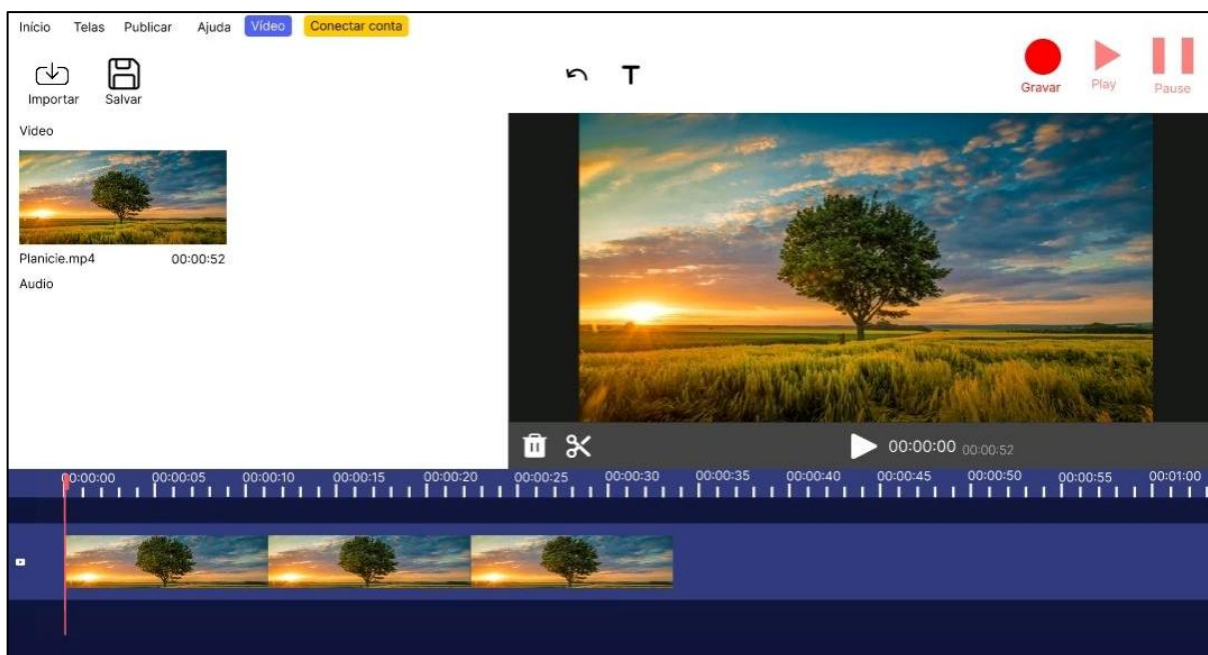 Início Telas Publicar Ajuda Vídeo Conectar conta
T
Importar Salvar
Gravar Play Pause
Video
Planicie.mp4 00:00:52
Audio
00:00:00 00:00:52
00:00:00 00:00:05 00:00:10 00:00:15 00:00:20 00:00:25 00:00:30 00:00:35 00:00:40 00:00:45 00:00:50 00:00:55 00:01:00